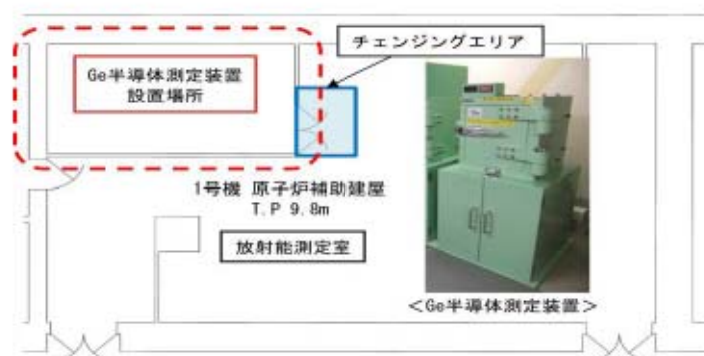 チェンジングエリア
Ge半導体測定装置
設置場所
1号機 原子炉補助建屋
T.P 9.8m
放射能測定室
＜Ge半導体測定装置＞